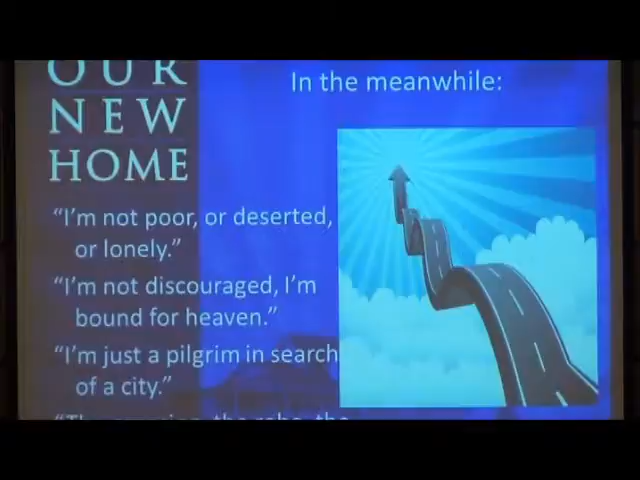 OUR
NEW
HOME
In the meanwhile:
“I’m not poor, or deserted,
or lonely.”
“I’m not discouraged, I’m
bound for heaven.”
“I’m just a pilgrim in search
of a city.”
the